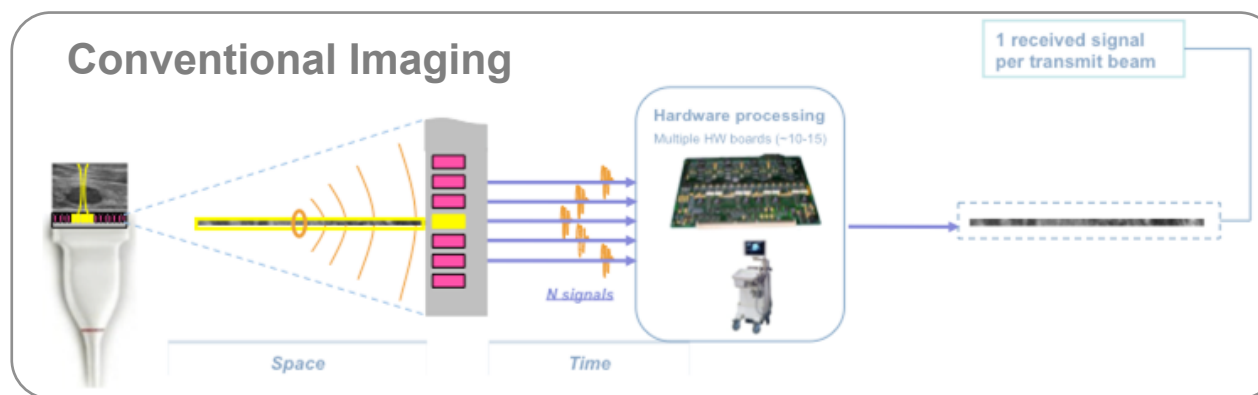 Conventional Imaging
1 received signal
per transmit beam
Hardware processing
Multiple HW boards (~10-15)
N signals
Space
Time